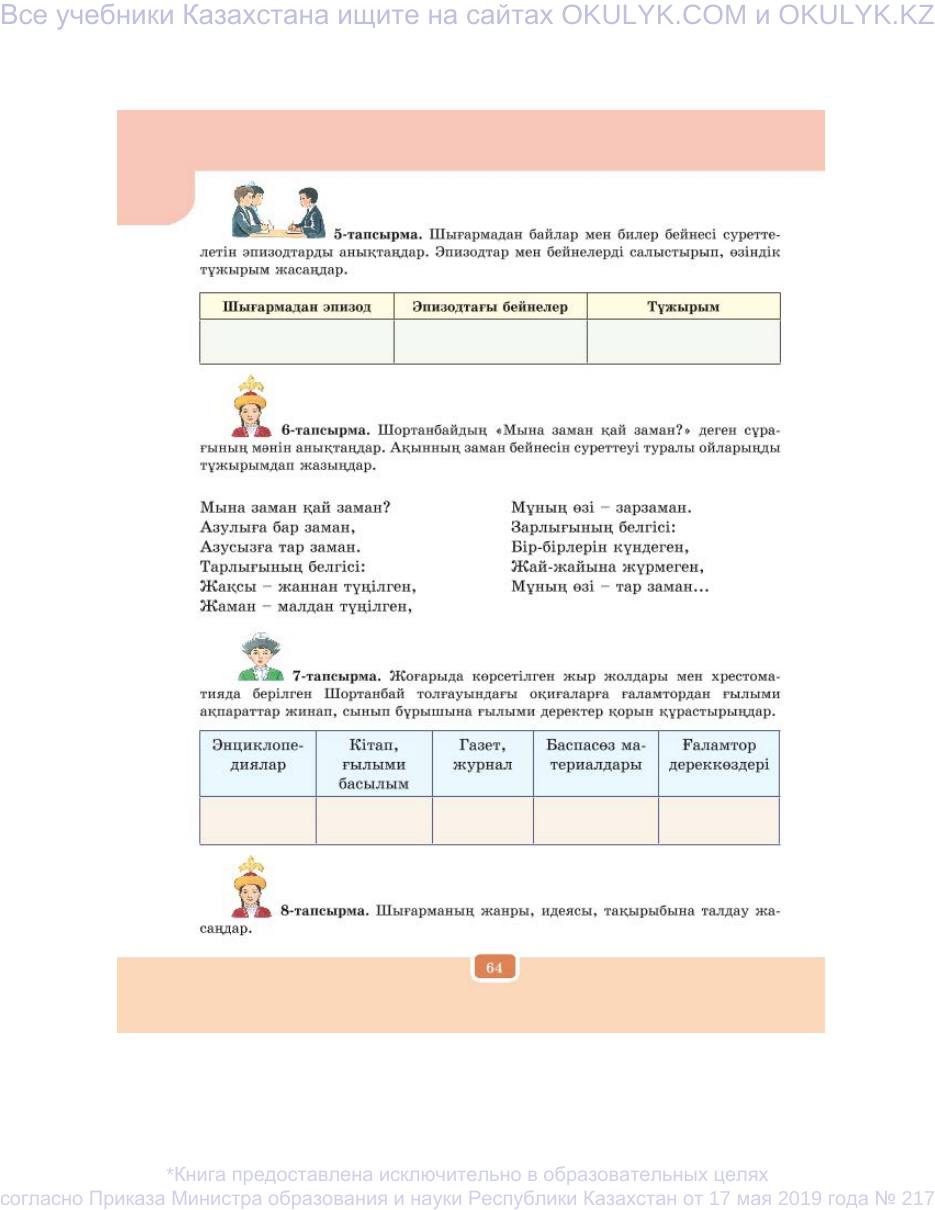 Все учебники Казахстана ищите на сайтах OKULYK.COM и OKULYK.KZ
5-тапсырма. Шығармадан байлар мен билер бейнесі суретте-
летін эпизодтарды анықтаңдар. Эпизодтар мен бейнелерді салыстырып, өзіндік
тұжырым жасаңдар.
Шығармадан эпизод
Эпизодтағы бейнелер
Тұжырым
6-тапсырма. Шортанбайдың «Мына заман қай заман?» деген сұра-
ғының мәнін анықтаңдар. Ақынның заман бейнесін суреттеуі туралы ойларыңды
тұжырымдап жазыңдар.
Мына заман қай заман?
Азулыға бар заман,
Азусызға тар заман.
Тарлығының белгісі:
Жақсы – жаннан түңілген,
Жаман – малдан түңілген,
Мұның өзі – зарзаман.
Зарлығының белгісі:
Бір-бірлерін күндеген,
Жай-жайына жүрмеген,
Мұның өзі – тар заман...
7-тапсырма. Жоғарыда көрсетілген жыр жолдары мен хрестома-
тияда берілген Шортанбай толғауындағы оқиғаларға ғаламтордан ғылыми
ақпараттар жинап, сынып бұрышына ғылыми деректер қорын құрастырыңдар.
Энциклопе-
диялар
Кітап,
ғылыми
басылым
Газет,
журнал
Баспасөз ма-
териалдары
Ғаламтор
дереккөздері
8-тапсырма. Шығарманың жанры, идеясы, тақырыбына талдау жа-
саңдар.
64
*Книга предоставлена исключительно в образовательных целях
согласно Приказа Министра образования и науки Республики Казахстан от 17 мая 2019 года № 217